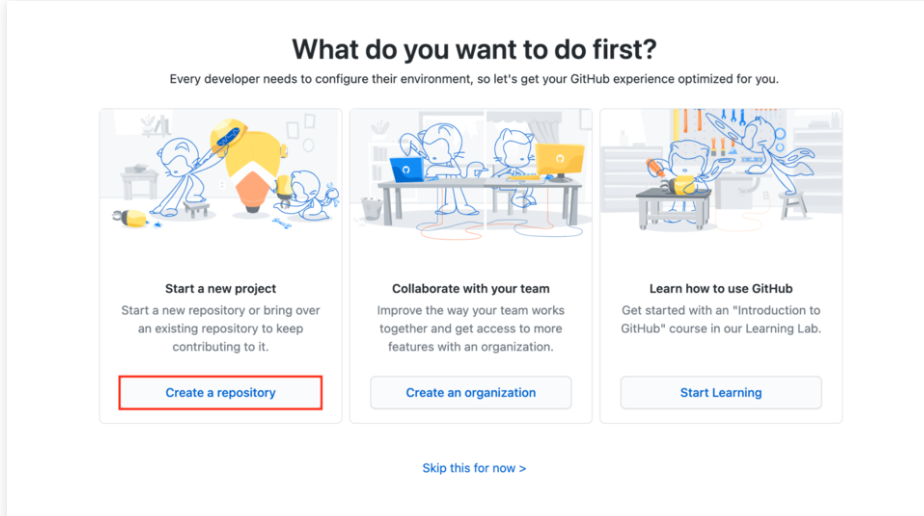 What do you want to do first?
Every developer needs to configure their environment, so let's get your GitHub experience optimized for you.
Start a new project
Start a new repository or bring over
an existing repository to keep
contributing to it.
Create a repository
Collaborate with your team
Improve the way your team works
together and get access to more
features with an organization.
Create an organization
Learn how to use GitHub
Get started with an "Introduction to
GitHub" course in our Learning Lab.
Start Learning
Skip this for now >